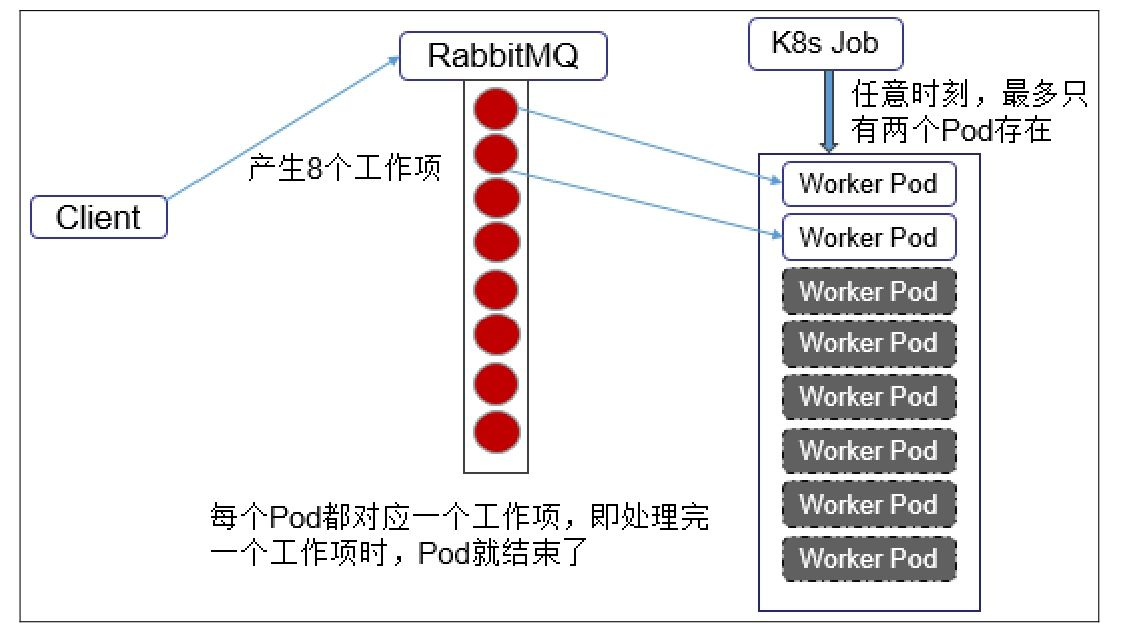 RabbitMQ
K8s Job
任意时刻，最多只
有两个Pod存在
产生8个工作项
Client
Worker Pod
Worker Pod
Worker Pod
Worker Pod
Worker Pod
Worker Pod
Worker Pod
Worker Pod
每个Pod都对应一个工作项，即处理完
一个工作项时，Pod就结束了